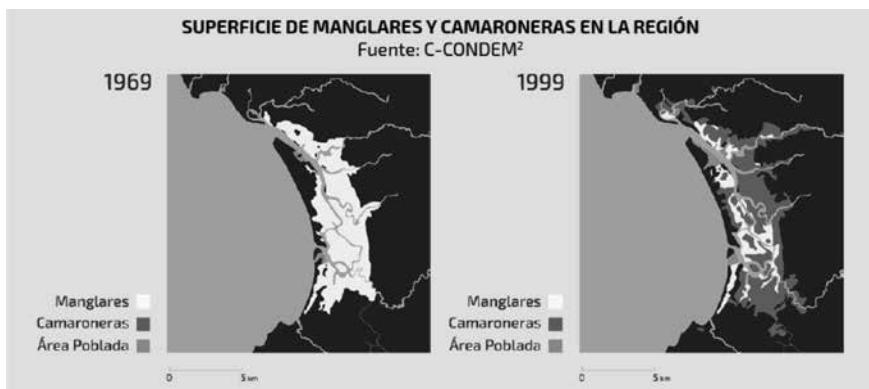 SUPERFICIE DE MANGLARES Y CAMARONERAS EN LA REGIÓN
Fuente: C-CONDEM²
1969
Manglares
Camaroneras
Área Poblada
0 5 km
1999
Manglares
Camaroneras
Área Poblada
0 5 km